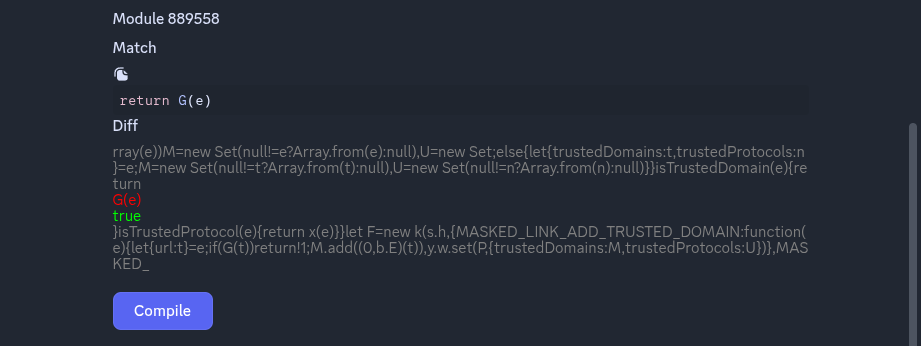 Module 889558
Match
return G(e)
Diff
rray(e))M=new Set(null!=e?Array.from(e):null),U=new Set;else{let{trustedDomains:t,trustedProtocols:n
}=e;M=new Set(null!=t?Array.from(t):null),U=new Set(null!=n?Array.from(n):null)}}isTrustedDomain(e){re
turn
G(e)
true
}isTrustedProtocol(e){return x(e)}}let F=new k(s.h,{MASKED_LINK_ADD_TRUSTED_DOMAIN:function(
e){let{url:t}=e;if(G(t))return!1;M.add((0,b.E)(t)),y.w.set(P,{trustedDomains:M,trustedProtocols:U})},MAS
KED_
Compile